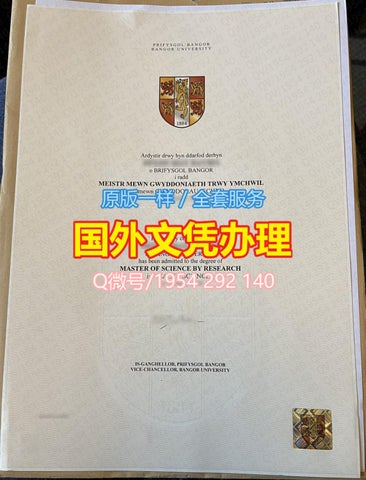 PRIFYSGOL BANGOR
BANGOR UNIVERSITY
1884
Ardystir drwy hyn ddarfod derbyn
o BRIFYSGOL BANGOR
i radd
MEISTR MEWN GWYDDONIAETH TRWY YMCHWIL
mewn
原版一样 / 全套服务
国外文凭办理
has been admitted to the degree of
Q微号/1954 292 140
MASTER OF SCIENCE BY RESEARCH
IS-GANGHELLOR, PRIFYSGOL BANGOR
VICE-CHANCELLOR, BANGOR UNIVERSITY